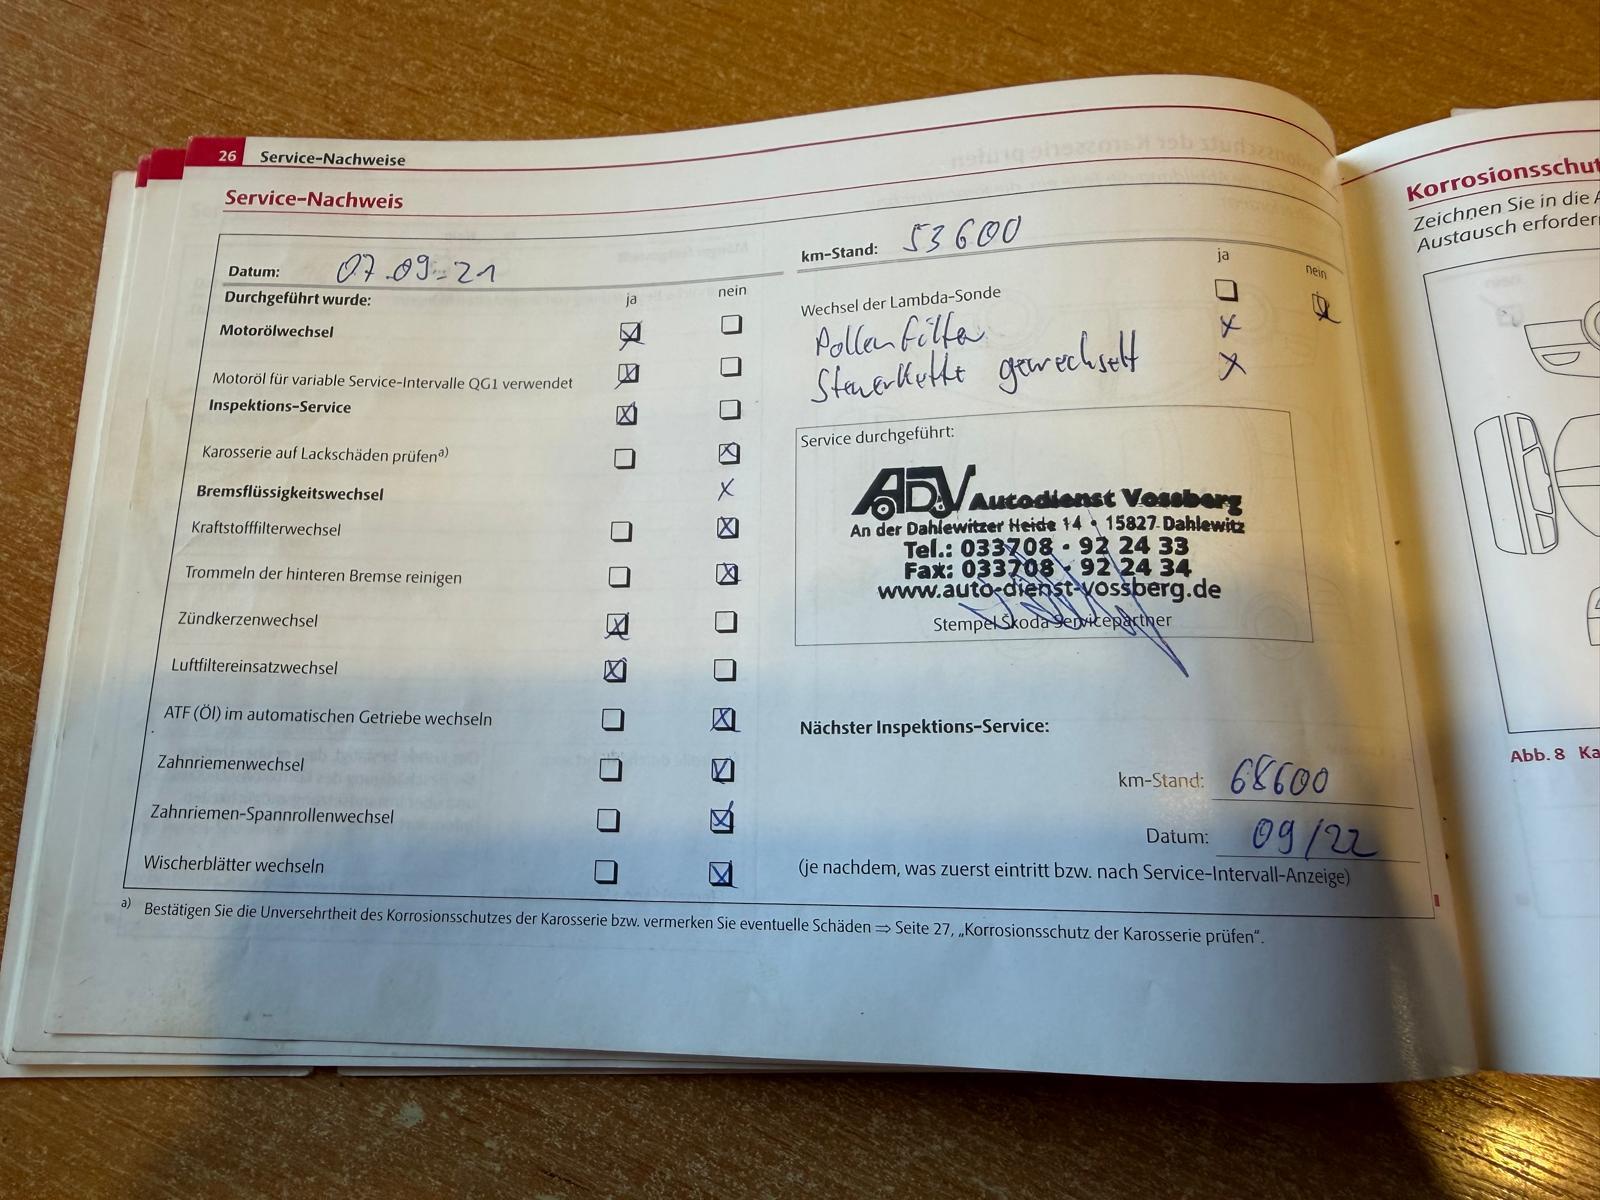 26 Service-Nachweise
Service-Nachweis
Datum: 07.09.21
km-Stand: 53600
Durchgeführt wurde: ja nein
Motorölwechsel
Motoröl für variable Service-Intervalle QG1 verwendet
Inspektions-Service
Karosserie auf Lackschäden prüfen a)
Bremsflüssigkeitswechsel
Kraftstofffilterwechsel
Trommeln der hinteren Bremse reinigen
Zündkerzenwechsel
Luftfiltereinsatzwechsel
ATF (Öl) im automatischen Getriebe wechseln
Zahnriemenwechsel
Zahnriemen-Spannrollenwechsel
Wischerblätter wechseln
ja nein
Wechsel der Lambda-Sonde
Pollenfilter
Steuerkette gewechselt
Service durchgeführt:
ADV Autodienst Vossberg
An der Dahlewitzer Heide 14 • 15827 Dahlewitz
Tel.: 033708 · 92 24 33
Fax: 033708 · 92 24 34
www.auto-dienst-vossberg.de
Stempel Škoda Servicepartner
Nächster Inspektions-Service:
km-Stand: 68600
Datum: 09/22
(je nachdem, was zuerst eintritt bzw. nach Service-Intervall-Anzeige)
a) Bestätigen Sie die Unversehrtheit des Korrosionsschutzes der Karosserie bzw. vermerken Sie eventuelle Schäden ⇒ Seite 27, „Korrosionsschutz der Karosserie prüfen“.
Korrosionsschut
Zeichnen Sie in die A
Austausch erforder
Abb. 8 Ka